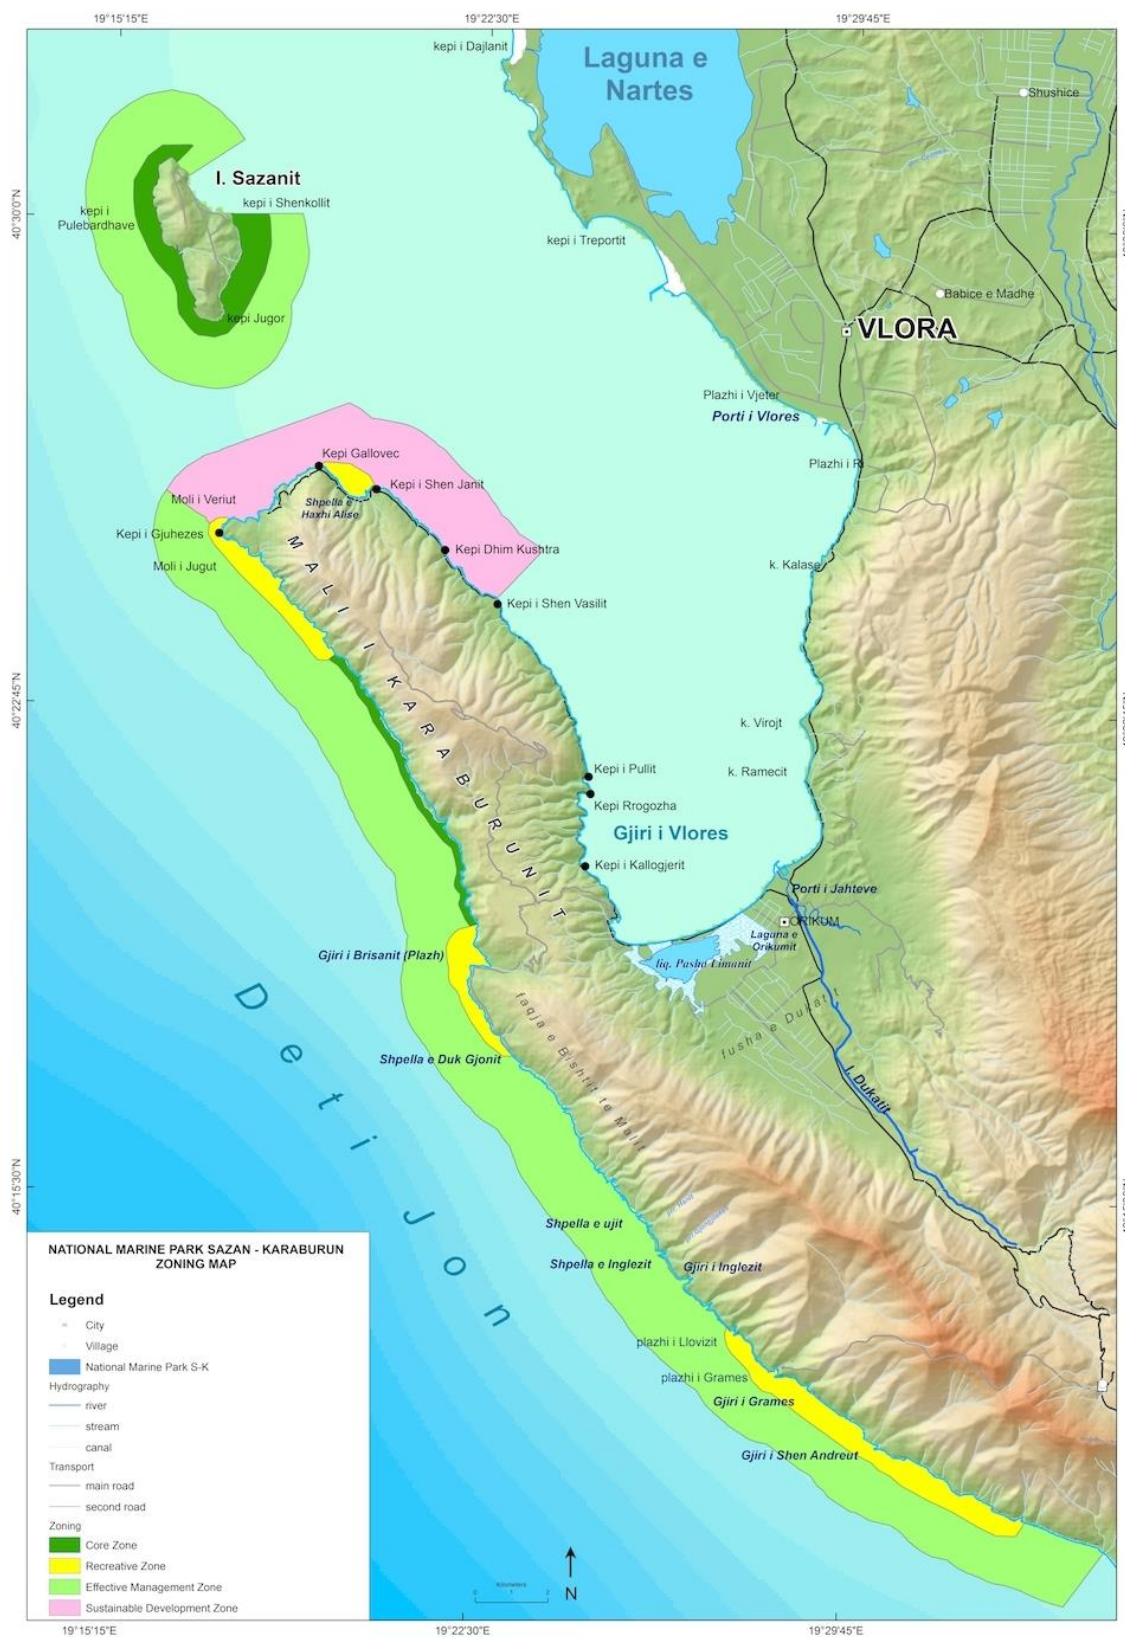 19°15'15"E
19°22'30"E
19°29'45"E
kepi i Dajlanit
Laguna e
Nartes
Shushice
I. Sazanit
kepi i Shenkollit
kepi i
Pulebardhave
40°30'0"N
kepi i Treportit
Babice e Madhe
kepi Jugor
VLORA
Plazhi i Vjeter
Porti i Vlores
Kepi Gallovec
Plazhi i Ri
Kepi i Shen Janit
Moli i Veriut
Shpella e
Haxhi Alise
Kepi i Gjuhezes
Kepi Dhim Kushtra
Moli i Jugut
k. Kalase
Kepi i Shen Vasilit
MALI I KARABURUNIT
40°22'45"N
k. Virojt
Kepi i Pullit
k. Ramecit
Kepi Rrogozha
Gjiri i Vlores
Kepi i Kallogjerit
Porti i Jahteve
ORIKUM
Laguna e
Orikumit
Gjiri i Brisanit (Plazh)
liq. Pasha Limanit
faqja e Bishtit te Malit
fusha e Dukatit
Shpella e Duk Gjonit
l. Dukatit
Deti Jon
40°15'30"N
Shpella e ujit
Shpella e Inglezit
Gjiri i Inglezit
plazhi i Llovizit
plazhi i Grames
Gjiri i Grames
Gjiri i Shen Andreut
NATIONAL MARINE PARK SAZAN - KARABURUN
ZONING MAP
Legend
City
Village
National Marine Park S-K
Hydrography
river
stream
canal
Transport
main road
second road
Zoning
Core Zone
Recreative Zone
Effective Management Zone
Sustainable Development Zone
Kilometers
0 1 2
N
19°15'15"E
19°22'30"E
19°29'45"E